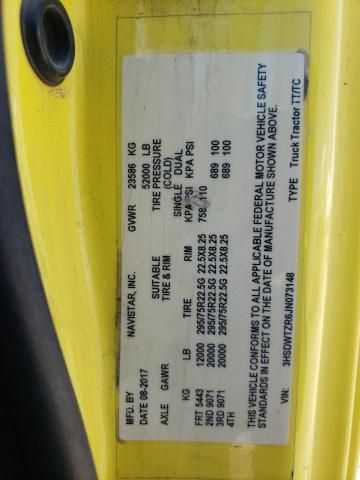 MFD. BY NAVISTAR, INC. GVWR 23586 KG
DATE 08-2017 52000 LB
SUITABLE TIRE PRESSURE
AXLE GAWR TIRE & RIM (COLD)
SINGLE DUAL
KG LB TIRE RIM KPA PSI KPA PSI
FRT 5443 12000 295/75R22.5G 22.5X8.25 758 110
2ND 9071 20000 295/75R22.5G 22.5X8.25 689 100
3RD 9071 20000 295/75R22.5G 22.5X8.25 689 100
4TH
THIS VEHICLE CONFORMS TO ALL APPLICABLE FEDERAL MOTOR VEHICLE SAFETY
STANDARDS IN EFFECT ON THE DATE OF MANUFACTURE SHOWN ABOVE.
VIN: 3HSDWTZR6JN073148 TYPE Truck Tractor TT/TC